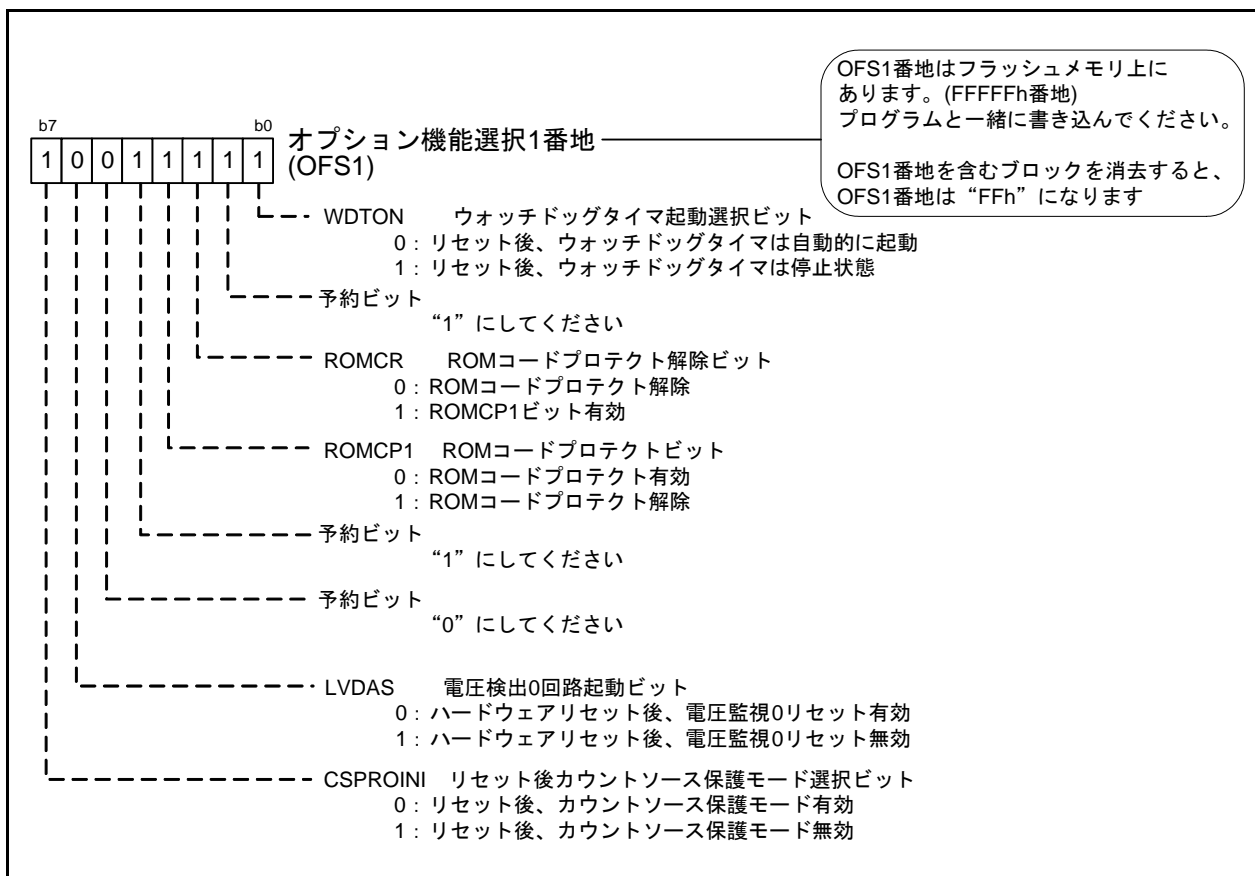 OFS1番地はフラッシュメモリ上に
あります。(FFFFFh番地)
プログラムと一緒に書き込んでください。
OFS1番地を含むブロックを消去すると、
OFS1番地は“FFh”になります
b7 b0
1 0 0 1 1 1 1 1
オプション機能選択1番地
(OFS1)
WDTON ウォッチドッグタイマ起動選択ビット
0：リセット後、ウォッチドッグタイマは自動的に起動
1：リセット後、ウォッチドッグタイマは停止状態
予約ビット
“1”にしてください
ROMCR ROMコードプロテクト解除ビット
0：ROMコードプロテクト解除
1：ROMCP1ビット有効
ROMCP1 ROMコードプロテクトビット
0：ROMコードプロテクト有効
1：ROMコードプロテクト解除
予約ビット
“1”にしてください
予約ビット
“0”にしてください
LVDAS 電圧検出0回路起動ビット
0：ハードウェアリセット後、電圧監視0リセット有効
1：ハードウェアリセット後、電圧監視0リセット無効
CSPROINI リセット後カウントソース保護モード選択ビット
0：リセット後、カウントソース保護モード有効
1：リセット後、カウントソース保護モード無効